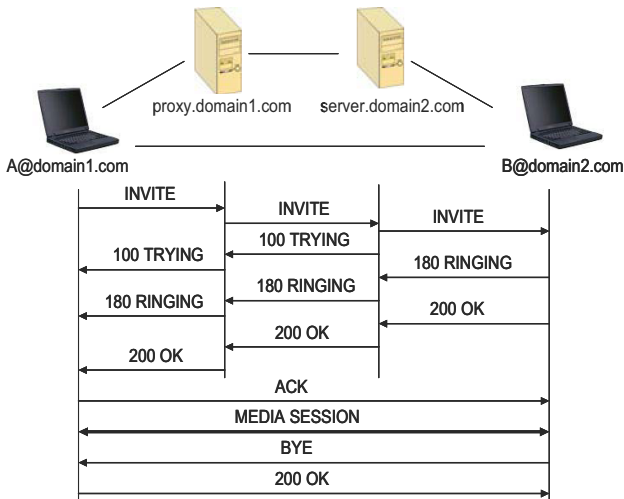 proxy.domain1.com
server.domain2.com
A@domain1.com
B@domain2.com
INVITE
INVITE
INVITE
100 TRYING
100 TRYING
180 RINGING
180 RINGING
180 RINGING
200 OK
200 OK
200 OK
ACK
MEDIA SESSION
BYE
200 OK